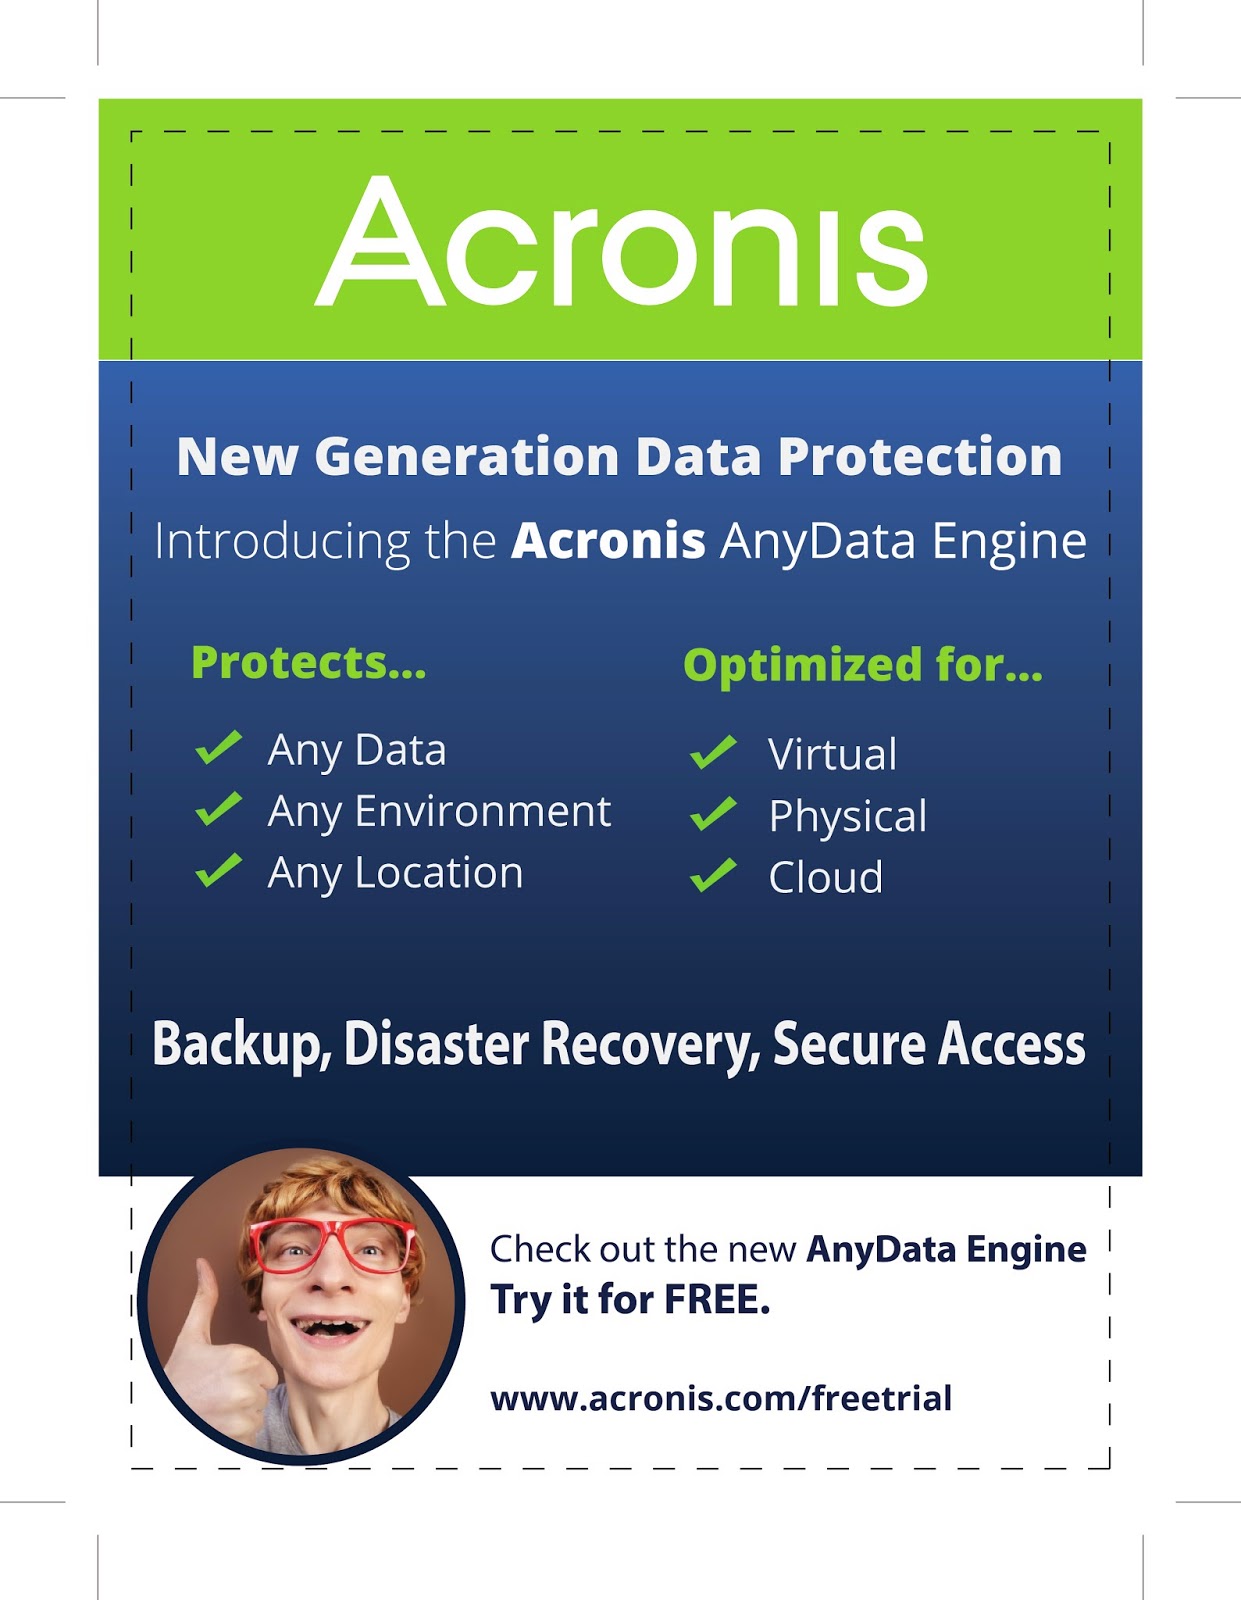 Acronis
New Generation Data Protection
Introducing the Acronis AnyData Engine
Protects...
Any Data
Any Environment
Any Location
Optimized for...
Virtual
Physical
Cloud
Backup, Disaster Recovery, Secure Access
Check out the new AnyData Engine
Try it for FREE.
www.acronis.com/freetrial